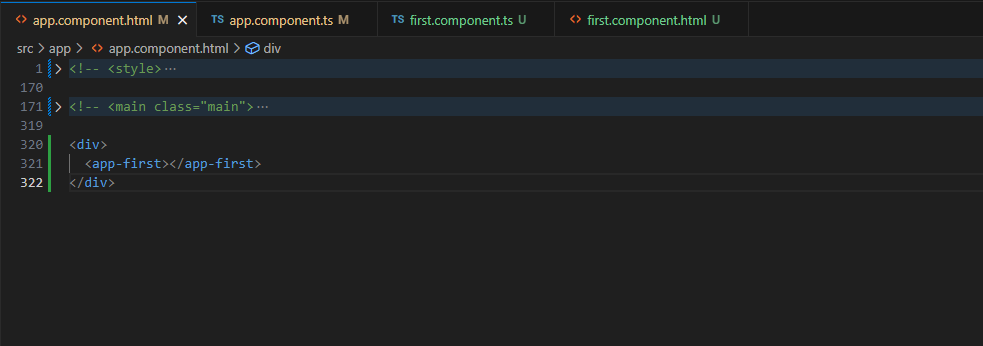 <> app.component.html M × TS app.component.ts M TS first.component.ts U <> first.component.html U
src > app > <> app.component.html > div
1 > <!-- <style>…
170
171 > <!-- <main class="main">…
319
320 <div>
321 <app-first></app-first>
322 </div>